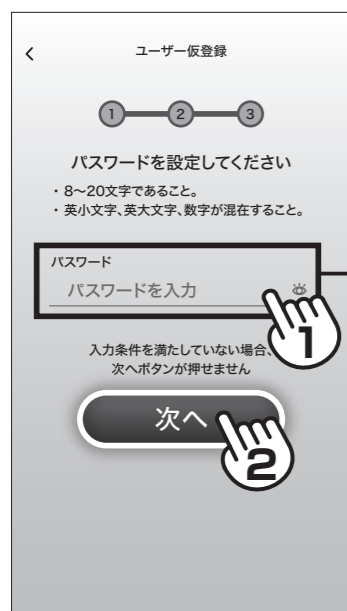 ユーザー仮登録
1 2 3
パスワードを設定してください
・8〜20文字であること。
・英小文字、英大文字、数字が混在すること。
パスワード
パスワードを入力
1
入力条件を満たしていない場合、
次へボタンが押せません
次へ
2